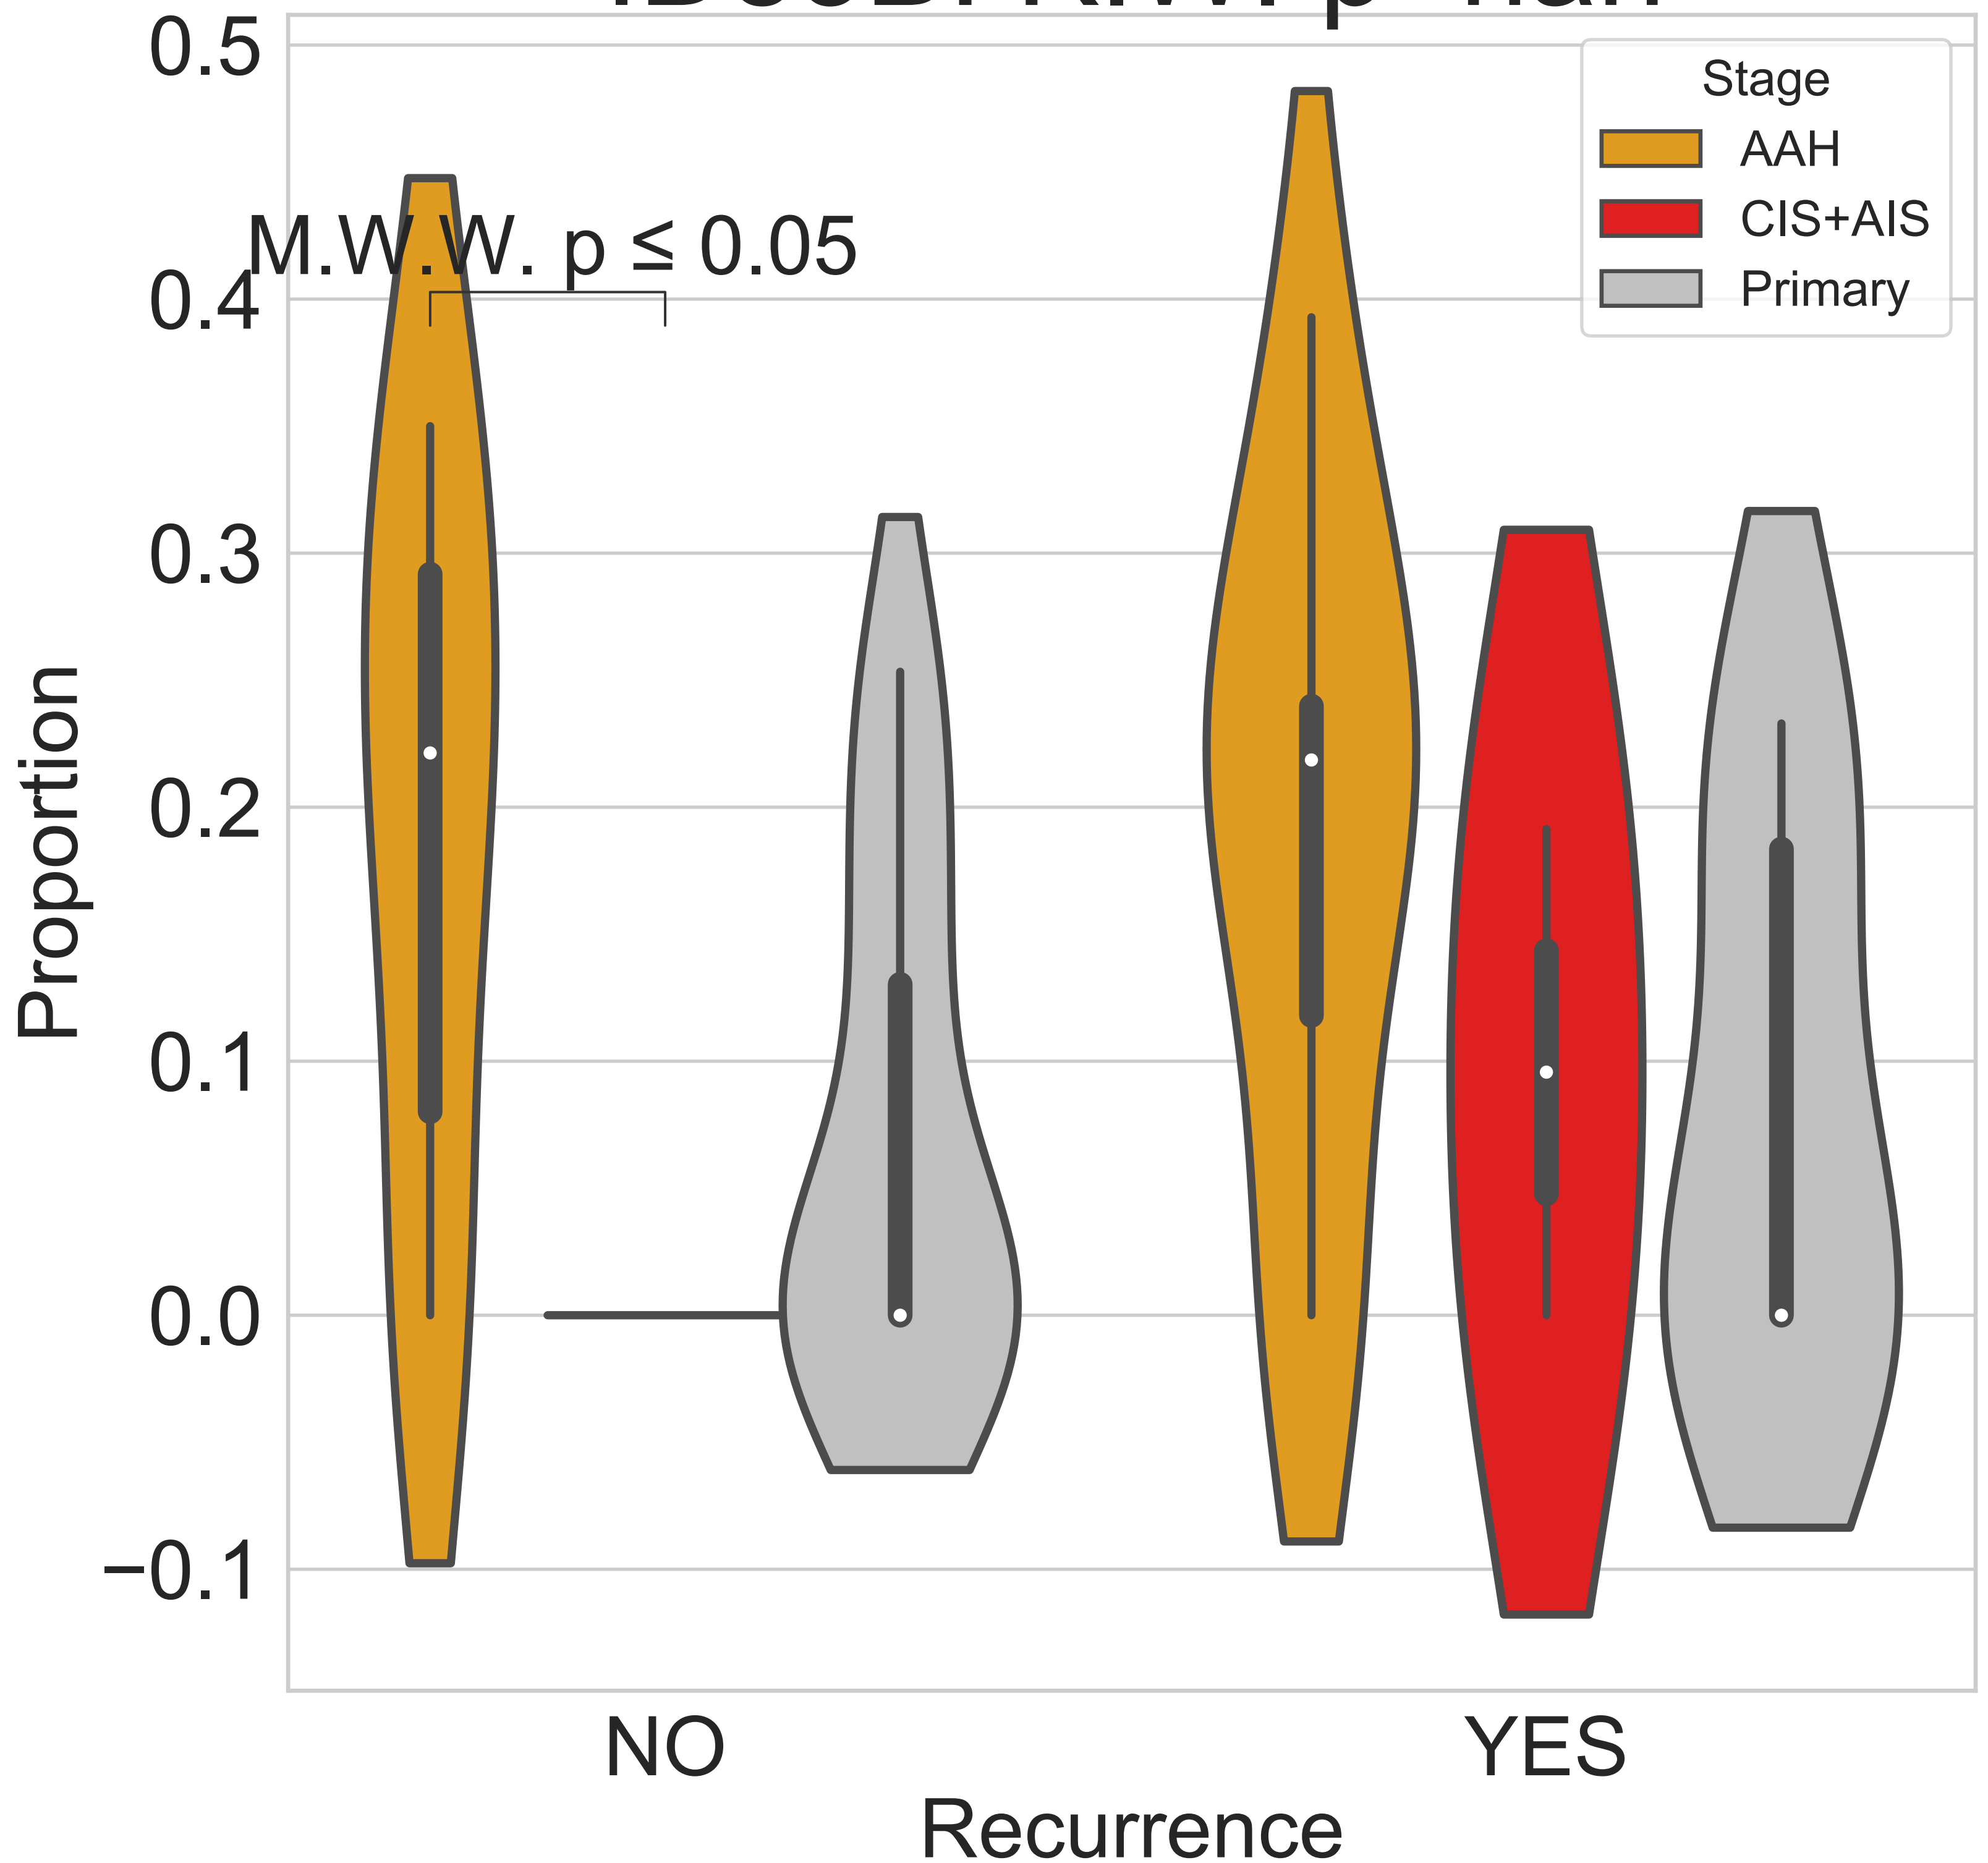 0.5
Stage
AAH
CIS+AIS
Primary
M.W.W. p ≤ 0.05
0.4
0.3
0.2
0.1
0.0
−0.1
Proportion
NO
YES
Recurrence